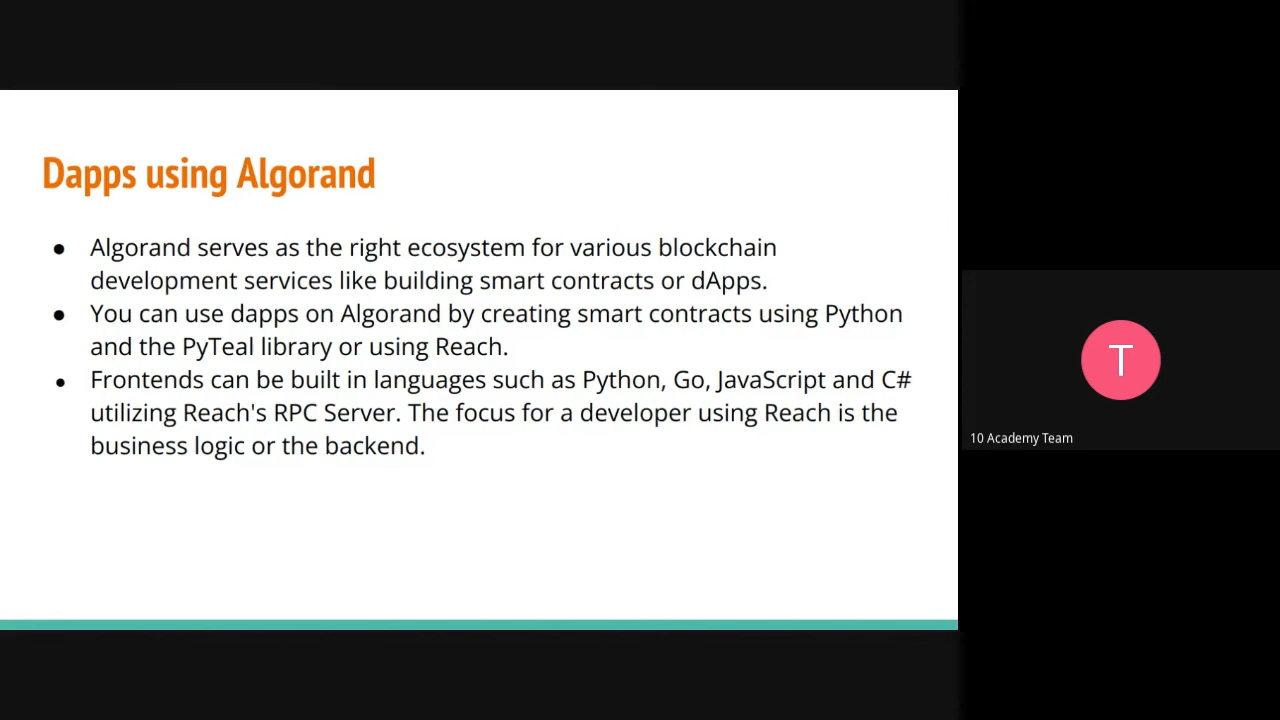 Dapps using Algorand
● Algorand serves as the right ecosystem for various blockchain
development services like building smart contracts or dApps.
● You can use dapps on Algorand by creating smart contracts using Python
and the PyTeal library or using Reach.
● Frontends can be built in languages such as Python, Go, JavaScript and C#
utilizing Reach's RPC Server. The focus for a developer using Reach is the
business logic or the backend.
T
10 Academy Team